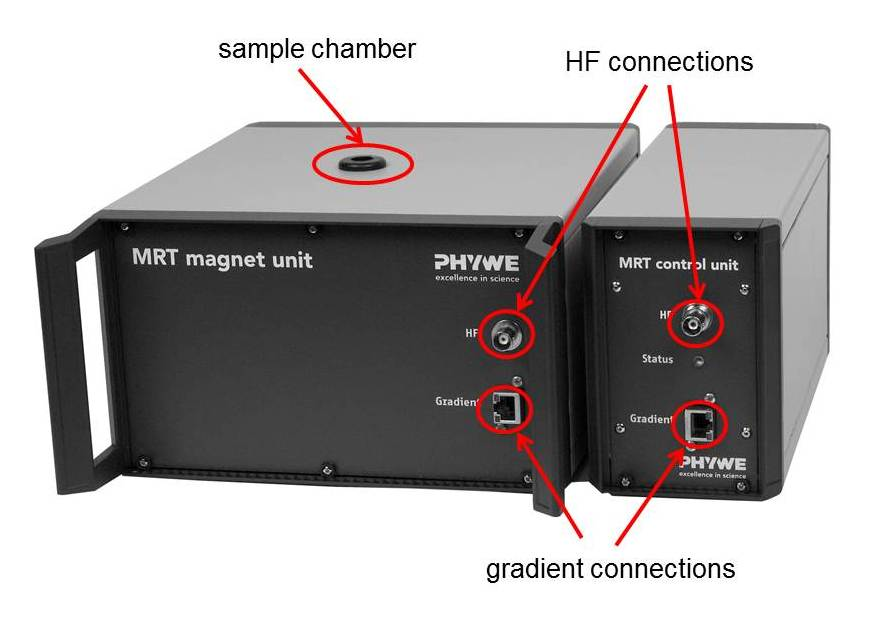 sample chamber
HF connections
MRT magnet unit
PHYWE
excellence in science
HF
Gradient
MRT control unit
HF
Status
Gradient
PHYWE
excellence in science
gradient connections